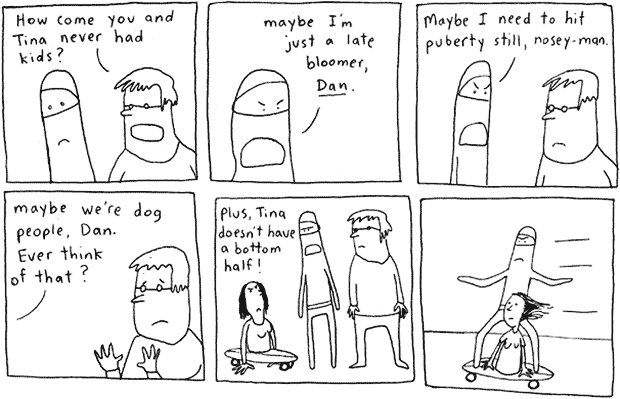 How come you and
Tina never had
kids?
maybe I'm
just a late
bloomer,
Dan.
Maybe I need to hit
puberty still, nosey-man.
maybe we're dog
people, Dan.
Ever think
of that?
Plus, Tina
doesn't have
a bottom
half!